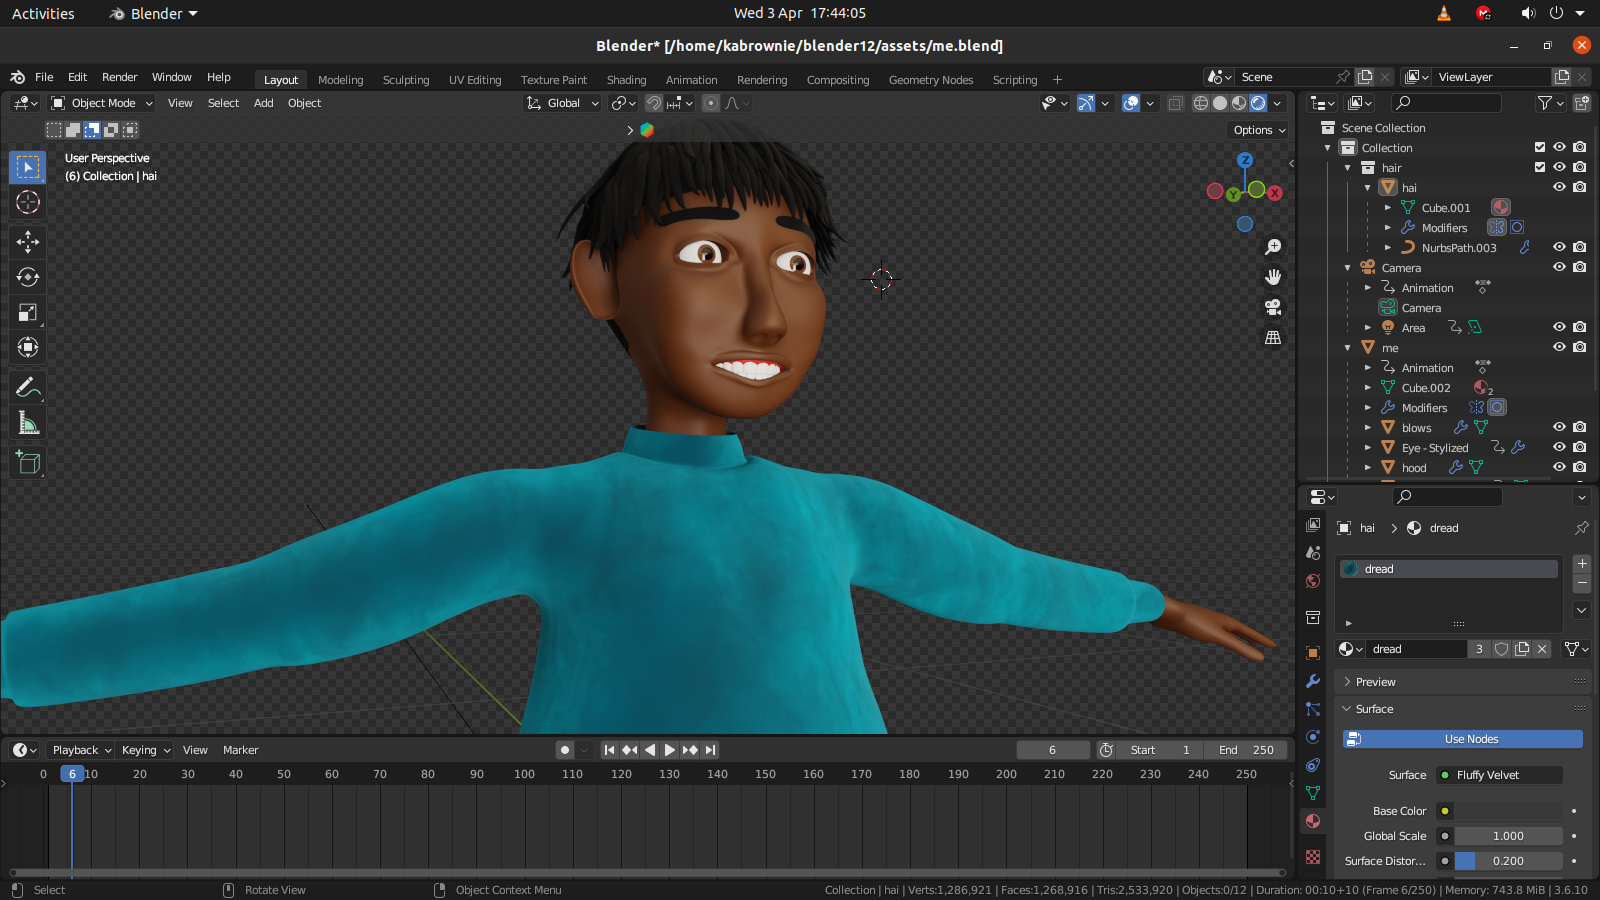 Activities Blender Wed 3 Apr 17:44:05
Blender* [/home/kabrownie/blender12/assets/me.blend]
File Edit Render Window Help Layout Modeling Sculpting UV Editing Texture Paint Shading Animation Rendering Compositing Geometry Nodes Scripting + Scene ViewLayer
Object Mode View Select Add Object Global
Options
User Perspective
(6) Collection | hai
Z
Y X
Scene Collection
Collection
hair
hai
Cube.001
Modifiers
NurbsPath.003
Camera
Animation
Camera
Area
me
Animation
Cube.002 2
Modifiers
blows
Eye - Stylized
hood
hai > dread
dread
dread 3
Preview
Surface
Use Nodes
Surface Fluffy Velvet
Base Color
Global Scale 1.000
Surface Distor... 0.200
Playback Keying View Marker 6 Start 1 End 250
0 6 10 20 30 40 50 60 70 80 90 100 110 120 130 140 150 160 170 180 190 200 210 220 230 240 250
Select Rotate View Object Context Menu Collection | hai | Verts:1,286,921 | Faces:1,268,916 | Tris:2,533,920 | Objects:0/12 | Duration: 00:10+10 (Frame 6/250) | Memory: 743.8 MiB | 3.6.10